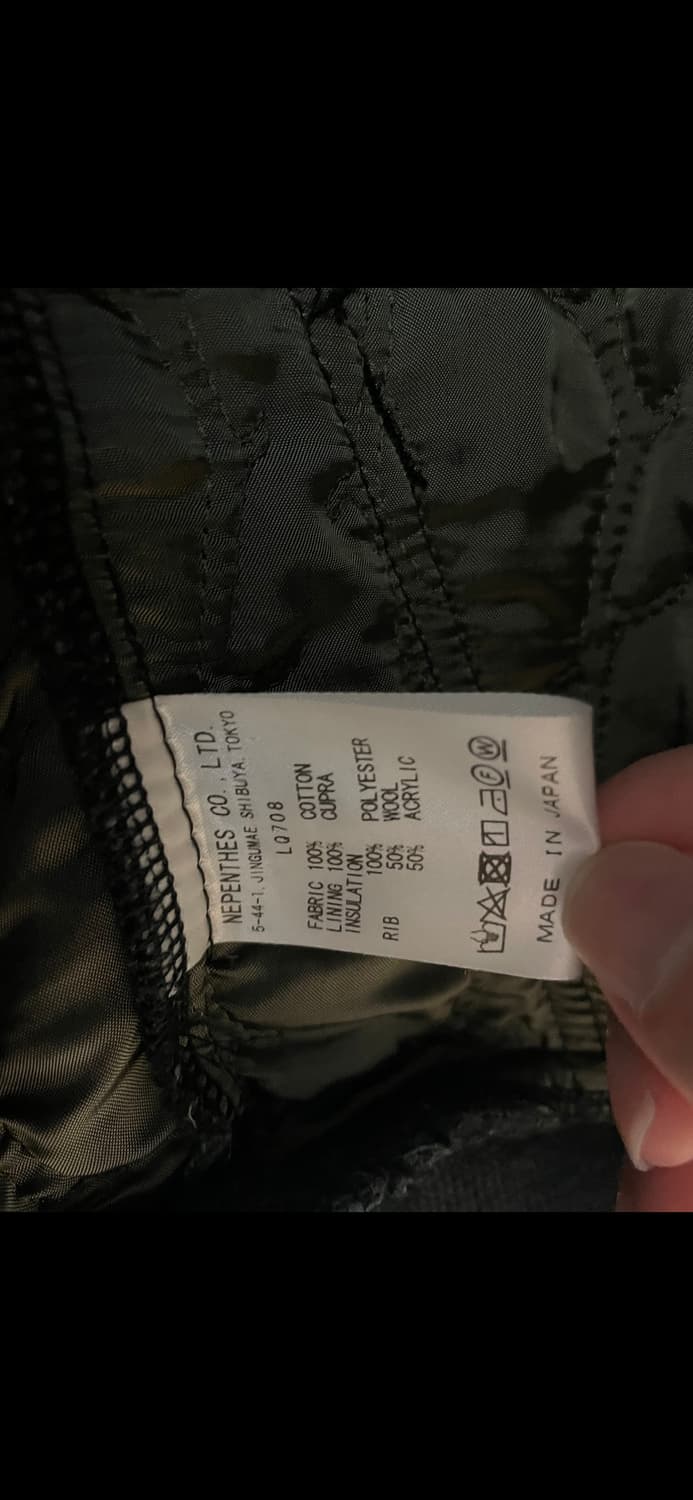 NEPENTHES CO., LTD.
5-44-1, JINGUMAE SHIBUYA, TOKYO
LQ708
FABRIC 100% COTTON
LINING 100% CUPRA
INSULATION
100% POLYESTER
RIB 50% WOOL
50% ACRYLIC
F W
MADE IN JAPAN